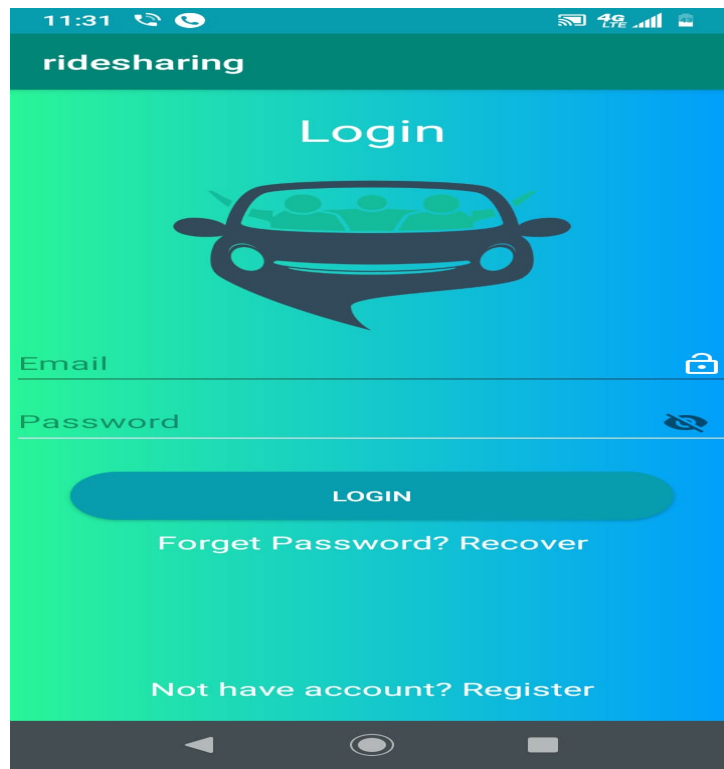 11:31 4G LTE
ridesharing
Login
Email
Password
LOGIN
Forget Password? Recover
Not have account? Register